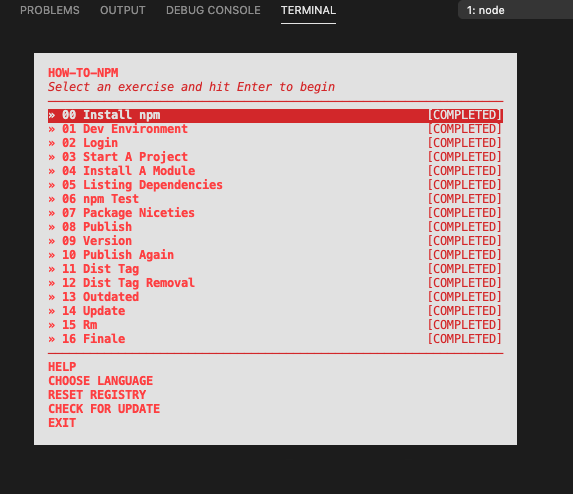 PROBLEMS OUTPUT DEBUG CONSOLE TERMINAL 1: node
HOW-TO-NPM
Select an exercise and hit Enter to begin
» 00 Install npm [COMPLETED]
» 01 Dev Environment [COMPLETED]
» 02 Login [COMPLETED]
» 03 Start A Project [COMPLETED]
» 04 Install A Module [COMPLETED]
» 05 Listing Dependencies [COMPLETED]
» 06 npm Test [COMPLETED]
» 07 Package Niceties [COMPLETED]
» 08 Publish [COMPLETED]
» 09 Version [COMPLETED]
» 10 Publish Again [COMPLETED]
» 11 Dist Tag [COMPLETED]
» 12 Dist Tag Removal [COMPLETED]
» 13 Outdated [COMPLETED]
» 14 Update [COMPLETED]
» 15 Rm [COMPLETED]
» 16 Finale [COMPLETED]
HELP
CHOOSE LANGUAGE
RESET REGISTRY
CHECK FOR UPDATE
EXIT